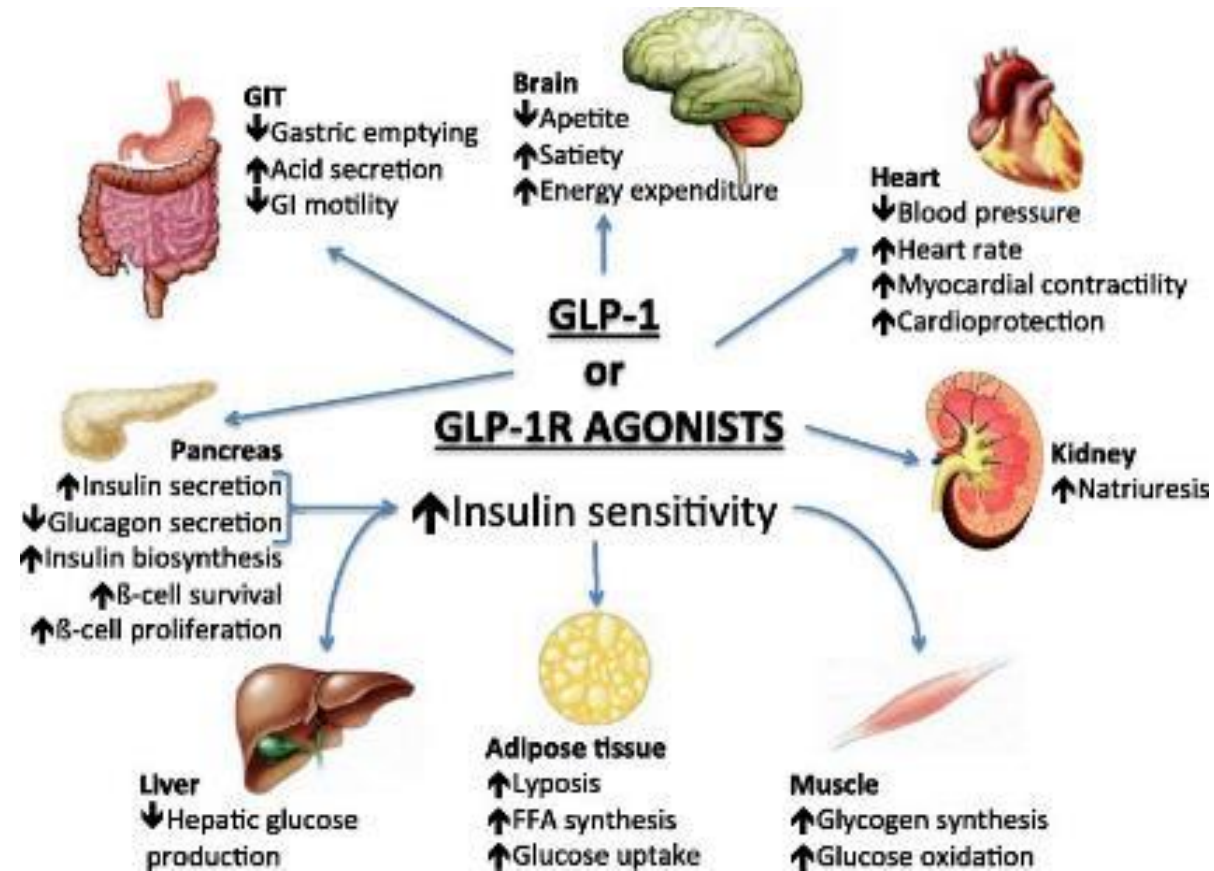 GIT
↓Gastric emptying
↑Acid secretion
↓GI motility
Brain
↓Apetite
↑Satiety
↑Energy expenditure
Heart
↓Blood pressure
↑Heart rate
↑Myocardial contractility
↑Cardioprotection
GLP-1
or
GLP-1R AGONISTS
Pancreas
↑Insulin secretion
↓Glucagon secretion
↑Insulin biosynthesis
↑ß-cell survival
↑ß-cell proliferation
↑Insulin sensitivity
Kidney
↑Natriuresis
Liver
↓Hepatic glucose
production
Adipose tissue
↑Lyposis
↑FFA synthesis
↑Glucose uptake
Muscle
↑Glycogen synthesis
↑Glucose oxidation